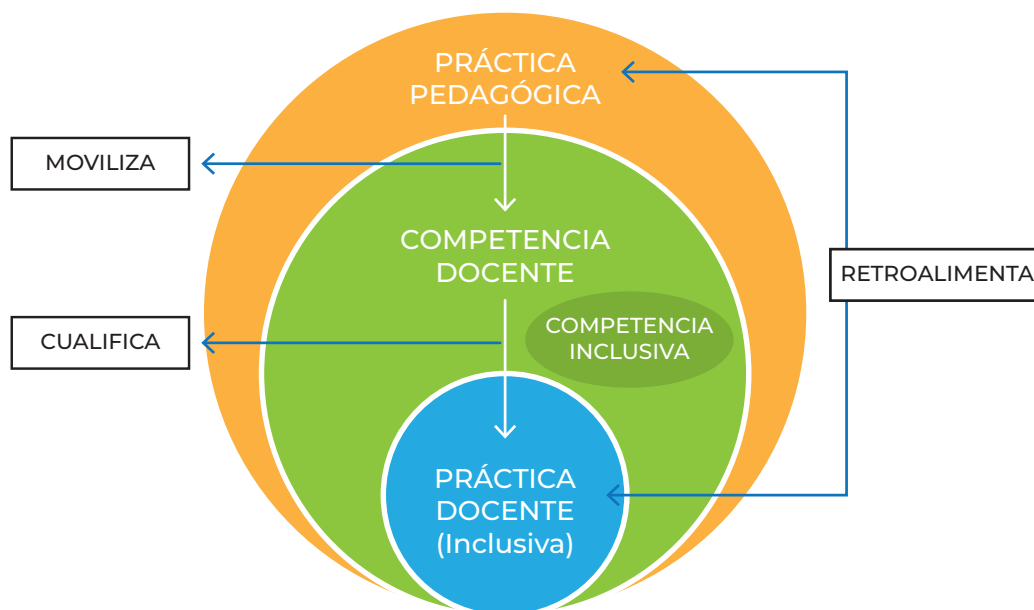 PRÁCTICA
PEDAGÓGICA
MOVILIZA
COMPETENCIA
DOCENTE
RETROALIMENTA
COMPETENCIA
INCLUSIVA
CUALIFICA
PRÁCTICA
DOCENTE
(Inclusiva)